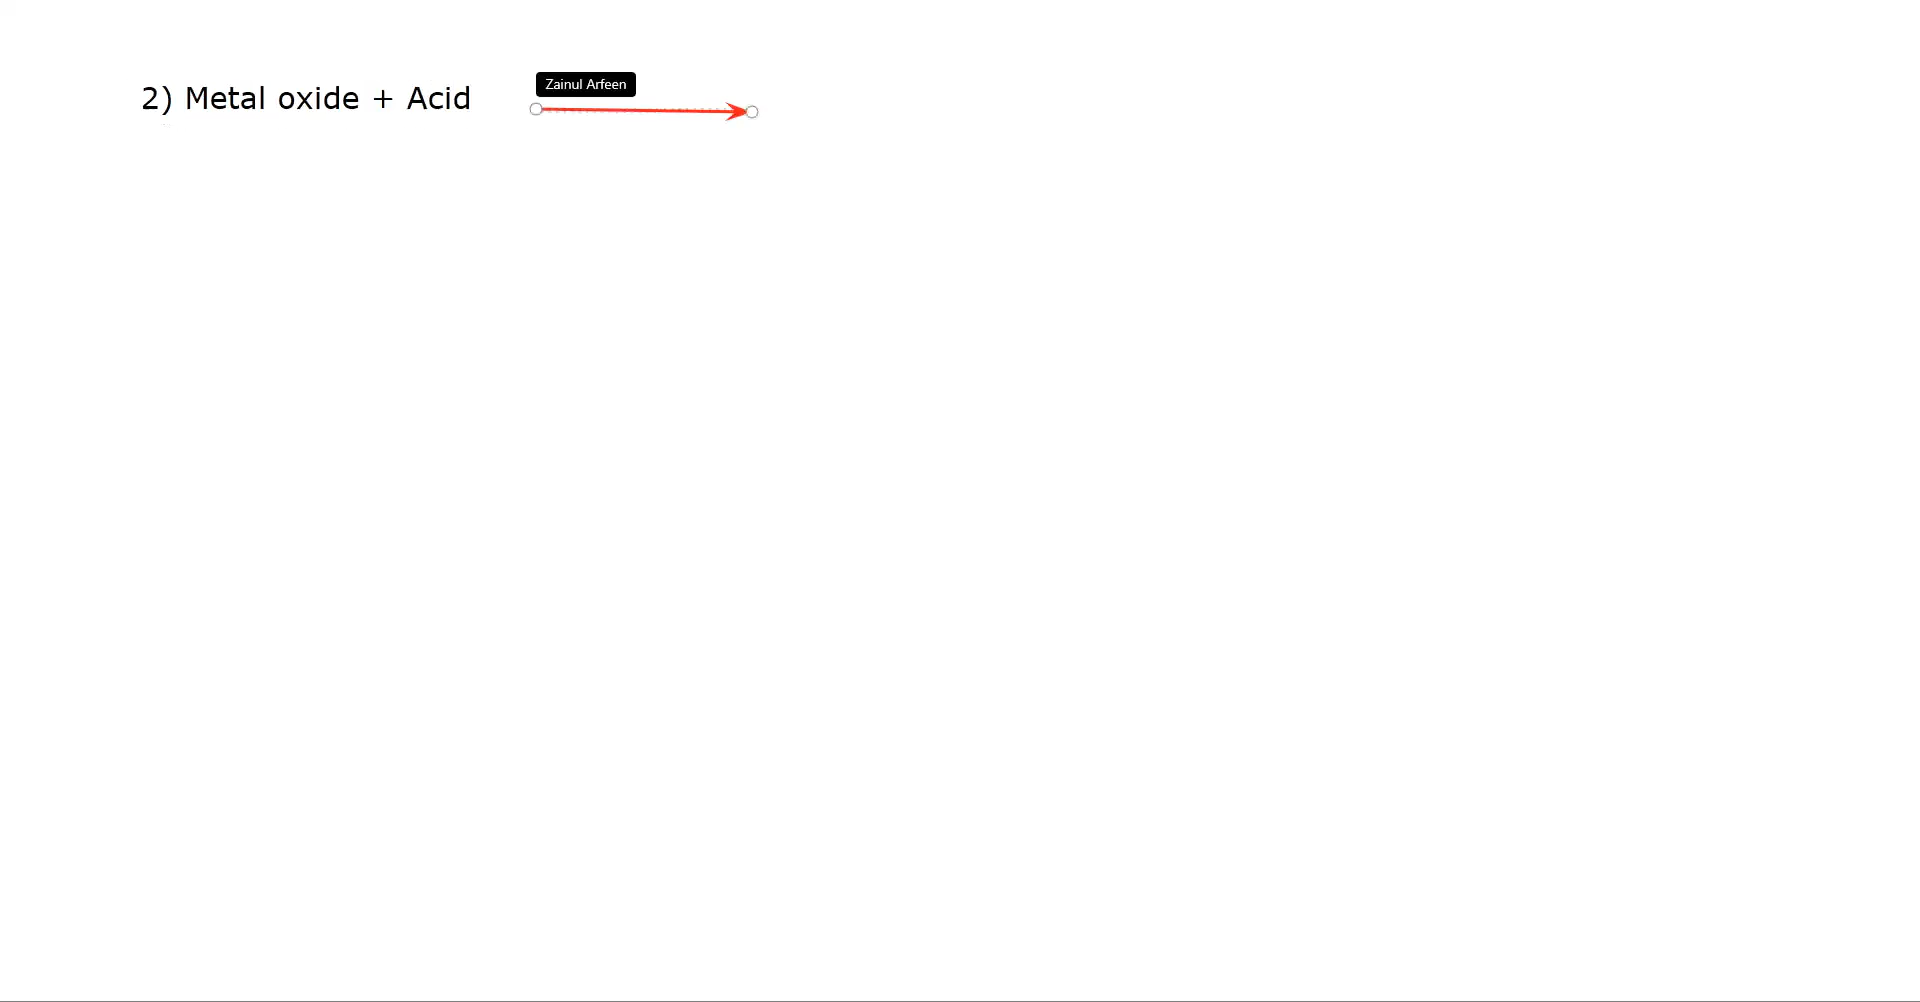 Zainul Arfeen
2) Metal oxide + Acid